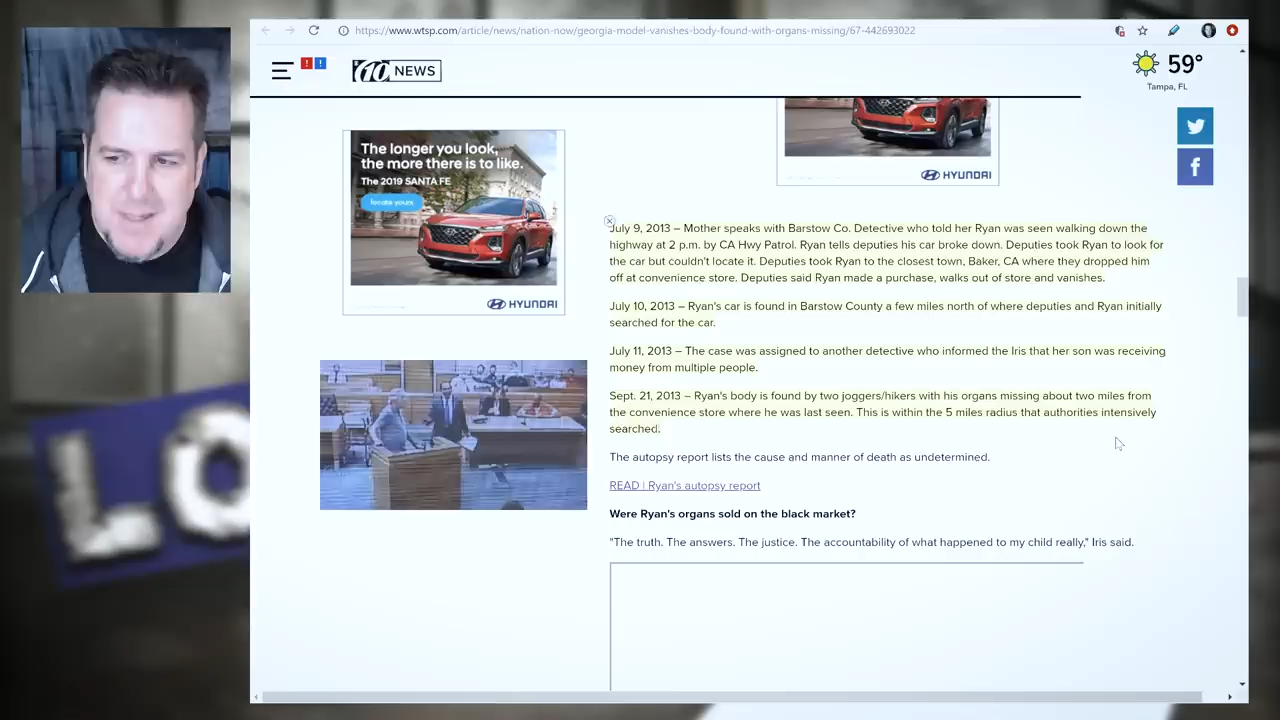 https://www.wtsp.com/article/news/nation-now/georgia-model-vanishes-body-found-with-organs-missing/67-442693022
10 NEWS
59°
Tampa, FL
The longer you look,
the more there is to like.
The 2019 SANTA FE
locate yours
HYUNDAI
HYUNDAI
July 9, 2013 – Mother speaks with Barstow Co. Detective who told her Ryan was seen walking down the
highway at 2 p.m. by CA Hwy Patrol. Ryan tells deputies his car broke down. Deputies took Ryan to look for
the car but couldn't locate it. Deputies took Ryan to the closest town, Baker, CA where they dropped him
off at convenience store. Deputies said Ryan made a purchase, walks out of store and vanishes.
July 10, 2013 – Ryan's car is found in Barstow County a few miles north of where deputies and Ryan initially
searched for the car.
July 11, 2013 – The case was assigned to another detective who informed the Iris that her son was receiving
money from multiple people.
Sept. 21, 2013 – Ryan's body is found by two joggers/hikers with his organs missing about two miles from
the convenience store where he was last seen. This is within the 5 miles radius that authorities intensively
searched.
The autopsy report lists the cause and manner of death as undetermined.
READ | Ryan's autopsy report
Were Ryan's organs sold on the black market?
"The truth. The answers. The justice. The accountability of what happened to my child really," Iris said.
LO